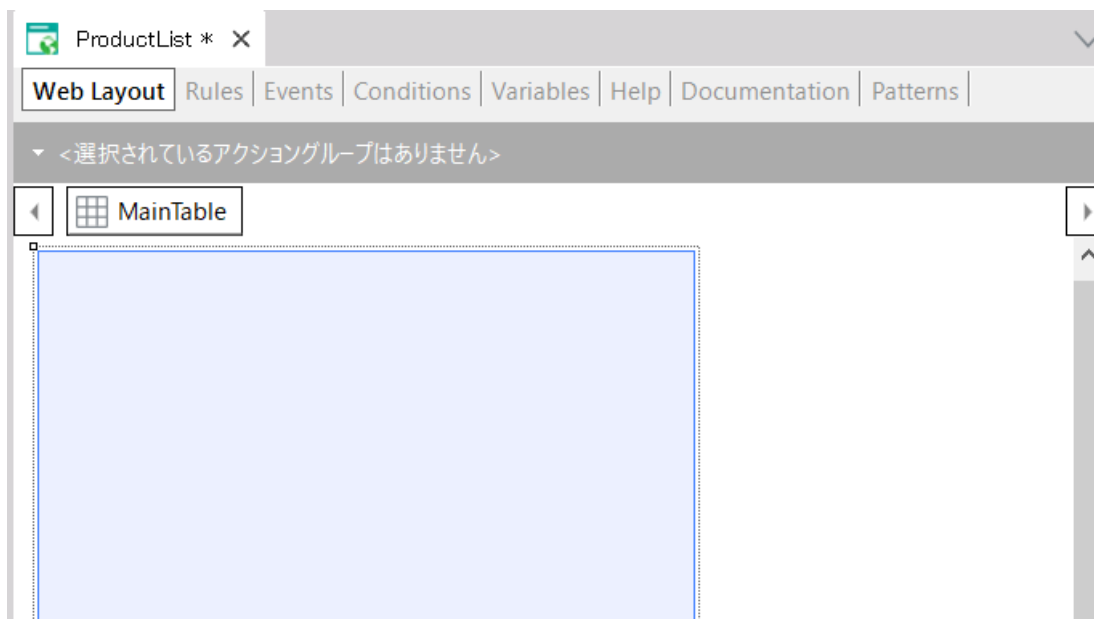 ProductList *
Web Layout Rules Events Conditions Variables Help Documentation Patterns
<選択されているアクショングループはありません>
MainTable